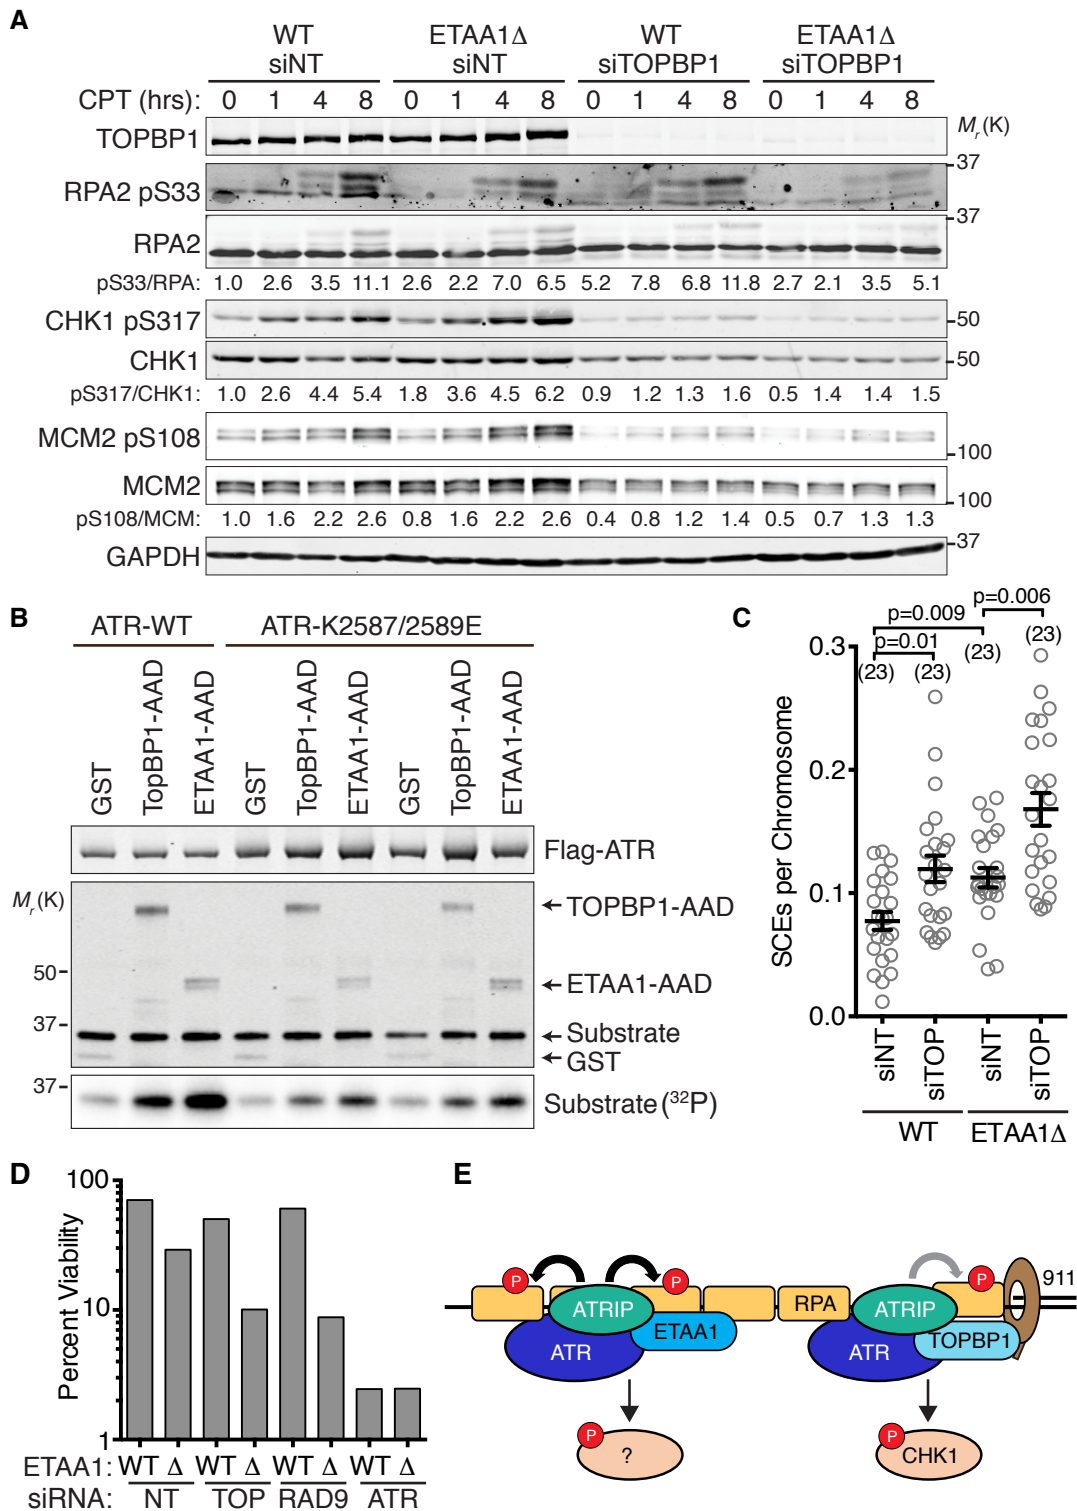 A
WT ETAA1Δ WT ETAA1Δ
siNT siNT siTOPBP1 siTOPBP1
CPT (hrs): 0 1 4 8 0 1 4 8 0 1 4 8 0 1 4 8
TOPBP1 Mr(K)
37
RPA2 pS33
37
RPA2
pS33/RPA: 1.0 2.6 3.5 11.1 2.6 2.2 7.0 6.5 5.2 7.8 6.8 11.8 2.7 2.1 3.5 5.1
CHK1 pS317 50
CHK1 50
pS317/CHK1: 1.0 2.6 4.4 5.4 1.8 3.6 4.5 6.2 0.9 1.2 1.3 1.6 0.5 1.4 1.4 1.5
MCM2 pS108 100
MCM2 100
pS108/MCM: 1.0 1.6 2.2 2.6 0.8 1.6 2.2 2.6 0.4 0.8 1.2 1.4 0.5 0.7 1.3 1.3
37
GAPDH
B
ATR-WT ATR-K2587/2589E
GST TopBP1-AAD ETAA1-AAD GST TopBP1-AAD ETAA1-AAD GST TopBP1-AAD ETAA1-AAD
Flag-ATR
Mr(K)
TOPBP1-AAD
50
ETAA1-AAD
37
Substrate
GST
37
Substrate (32P)
C
p=0.006
p=0.009
p=0.01
(23) (23) (23) (23)
SCEs per Chromosome
0.3
0.2
0.1
0.0
siNT siTOP siNT siTOP
WT ETAA1Δ
D
Percent Viability
100
10
1
ETAA1: WT Δ WT Δ WT Δ WT Δ
siRNA: NT TOP RAD9 ATR
E
P P P 911
ATRIP RPA ATRIP
ETAA1 TOPBP1
ATR ATR
P P
? CHK1